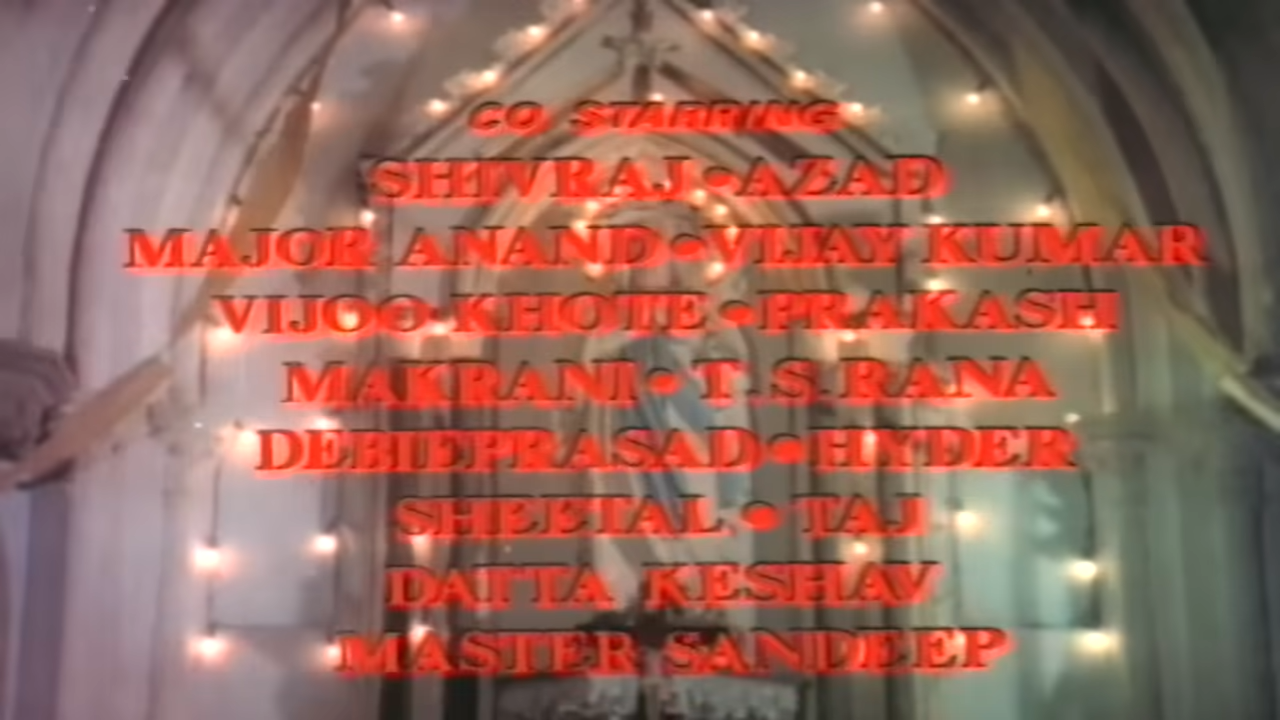 CO STARRING
SHIVRAJ • AZAD
MAJOR ANAND • VIJAY KUMAR
VIJOO KHOTE • PRAKASH
MAKRANI • T.S.RANA
DEBIEPRASAD • HYDER
SHEETAL • TAJ
DATTA KESHAV
MASTER SANDEEP